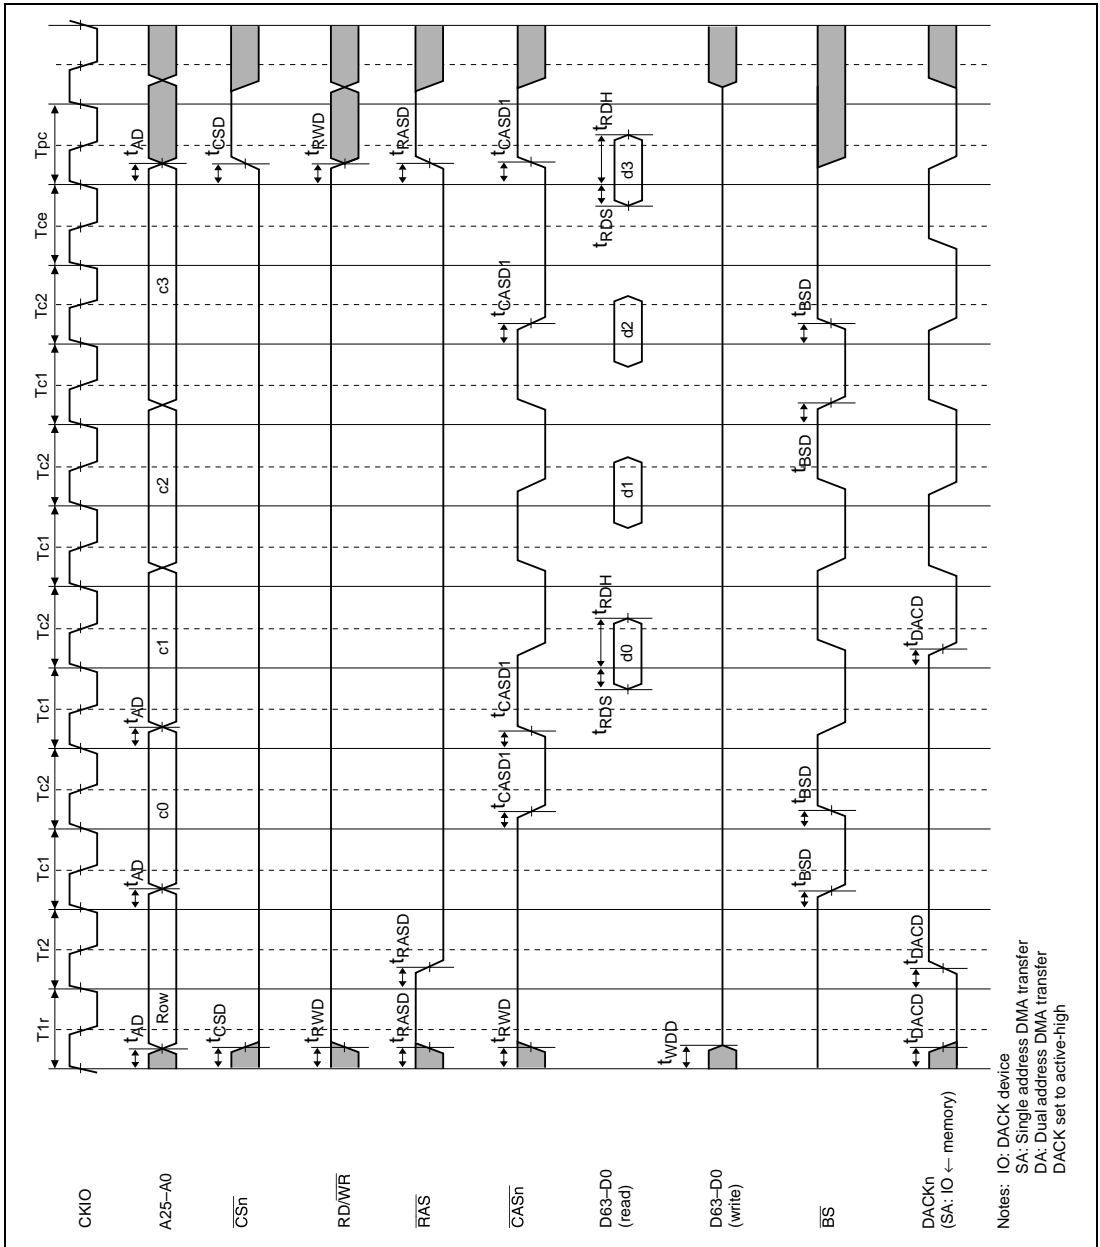 T1r Tr2 Tc1 Tc2 Tc1 Tc2 Tc1 Tc2 Tc1 Tc2 Tce Tpc
CKIO
tAD tAD tAD tAD
A25–A0
Row c0 c1 c2 c3
tCSD tCSD
CSn
tRWD tRWD
RD/WR
tRASD tRASD tRASD
RAS
tRWD tCASD1 tCASD1 tCASD1 tCASD1
CASn
tRDS tRDH tRDS tRDH
D63–D0
(read)
d0 d1 d2 d3
tWDD
D63–D0
(write)
tBSD tBSD tBSD tBSD
BS
tDACD tDACD tDACD
DACKn
(SA: IO ← memory)
Notes: IO: DACK device
SA: Single address DMA transfer
DA: Dual address DMA transfer
DACK set to active-high